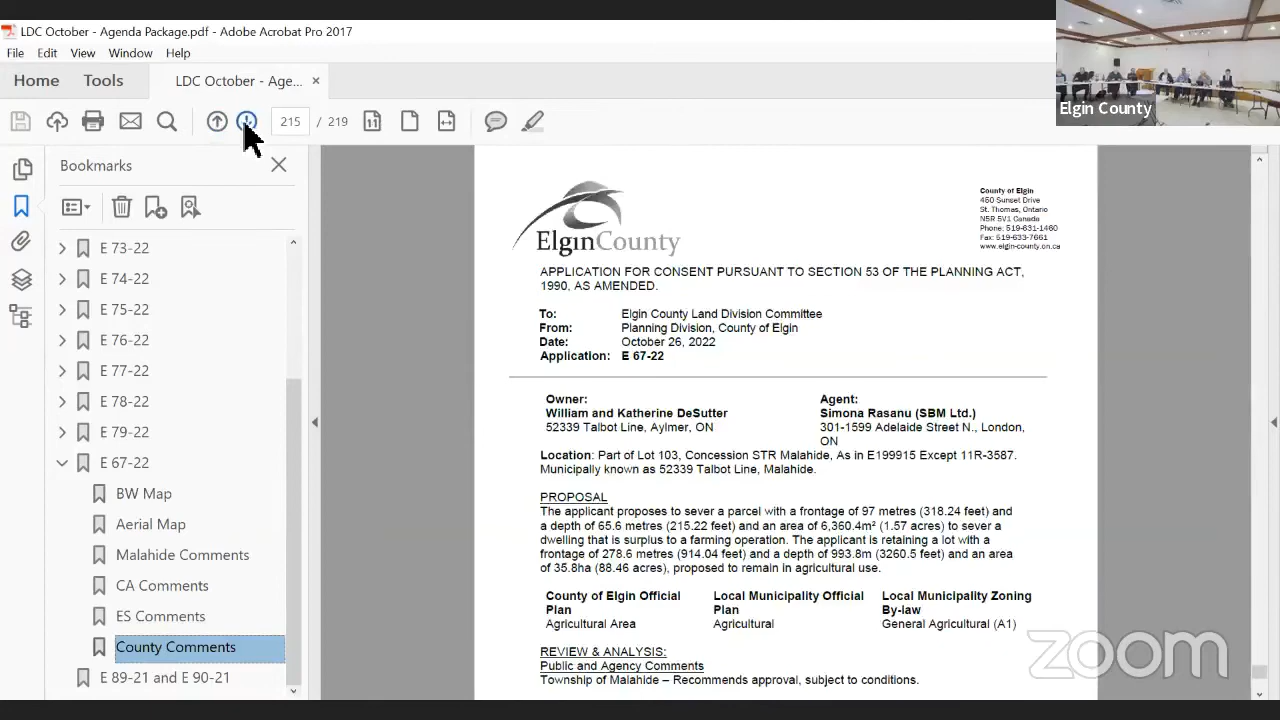 LDC October - Agenda Package.pdf - Adobe Acrobat Pro 2017
File Edit View Window Help
Home Tools LDC October - Age... ×
215 / 219
Elgin County
Bookmarks
E 73-22
E 74-22
E 75-22
E 76-22
E 77-22
E 78-22
E 79-22
E 67-22
BW Map
Aerial Map
Malahide Comments
CA Comments
ES Comments
County Comments
E 89-21 and E 90-21
ElginCounty
County of Elgin
450 Sunset Drive
St. Thomas, Ontario
N5R 5V1 Canada
Phone: 519-631-1460
Fax: 519-633-7661
www.elgin-county.on.ca
APPLICATION FOR CONSENT PURSUANT TO SECTION 53 OF THE PLANNING ACT,
1990, AS AMENDED.
To: Elgin County Land Division Committee
From: Planning Division, County of Elgin
Date: October 26, 2022
Application: E 67-22
Owner:
William and Katherine DeSutter
52339 Talbot Line, Aylmer, ON
Agent:
Simona Rasanu (SBM Ltd.)
301-1599 Adelaide Street N., London,
ON
Location: Part of Lot 103, Concession STR Malahide, As in E199915 Except 11R-3587.
Municipally known as 52339 Talbot Line, Malahide.
PROPOSAL
The applicant proposes to sever a parcel with a frontage of 97 metres (318.24 feet) and
a depth of 65.6 metres (215.22 feet) and an area of 6,360.4m² (1.57 acres) to sever a
dwelling that is surplus to a farming operation. The applicant is retaining a lot with a
frontage of 278.6 metres (914.04 feet) and a depth of 993.8m (3260.5 feet) and an area
of 35.8ha (88.46 acres), proposed to remain in agricultural use.
County of Elgin Official
Plan
Agricultural Area
Local Municipality Official
Plan
Agricultural
Local Municipality Zoning
By-law
General Agricultural (A1)
REVIEW & ANALYSIS:
Public and Agency Comments
Township of Malahide – Recommends approval, subject to conditions.
zoom